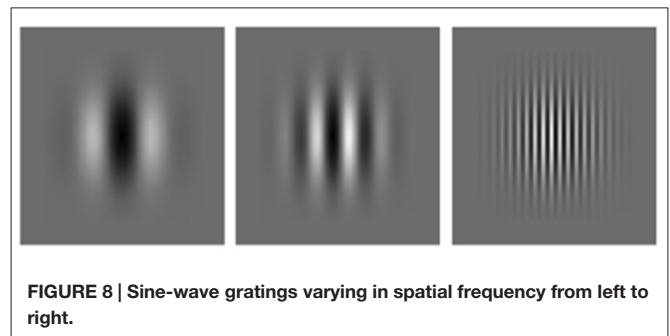 FIGURE 8 | Sine-wave gratings varying in spatial frequency from left to
right.